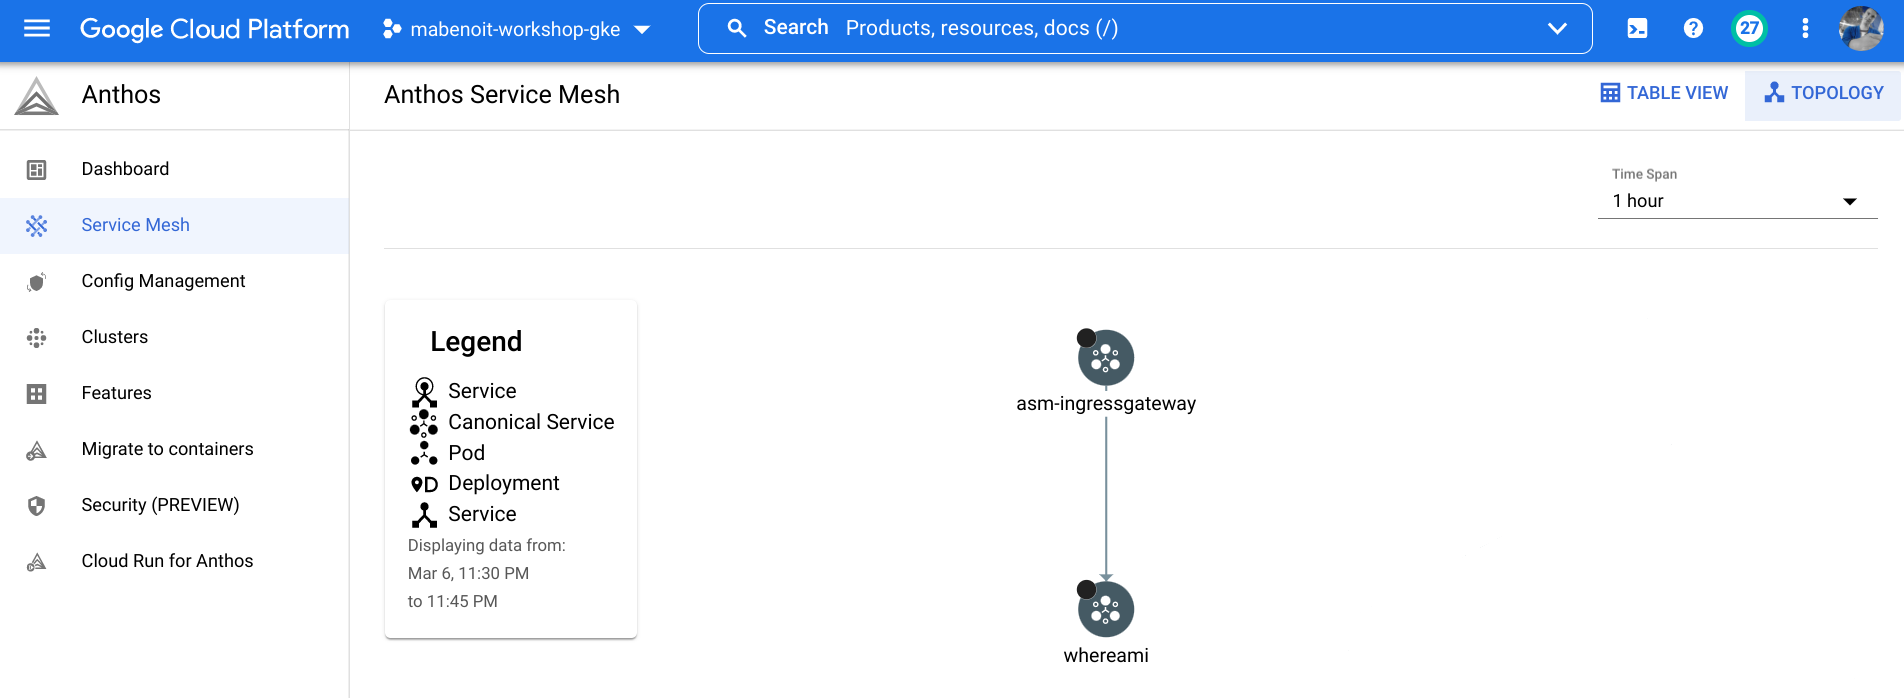 Google Cloud Platform
mabenoit-workshop-gke
Search Products, resources, docs (/)
27
Anthos
Anthos Service Mesh
TABLE VIEW
TOPOLOGY
Dashboard
Service Mesh
Config Management
Clusters
Features
Migrate to containers
Security (PREVIEW)
Cloud Run for Anthos
Time Span
1 hour
Legend
Service
Canonical Service
Pod
D Deployment
Service
Displaying data from:
Mar 6, 11:30 PM
to 11:45 PM
asm-ingressgateway
whereami